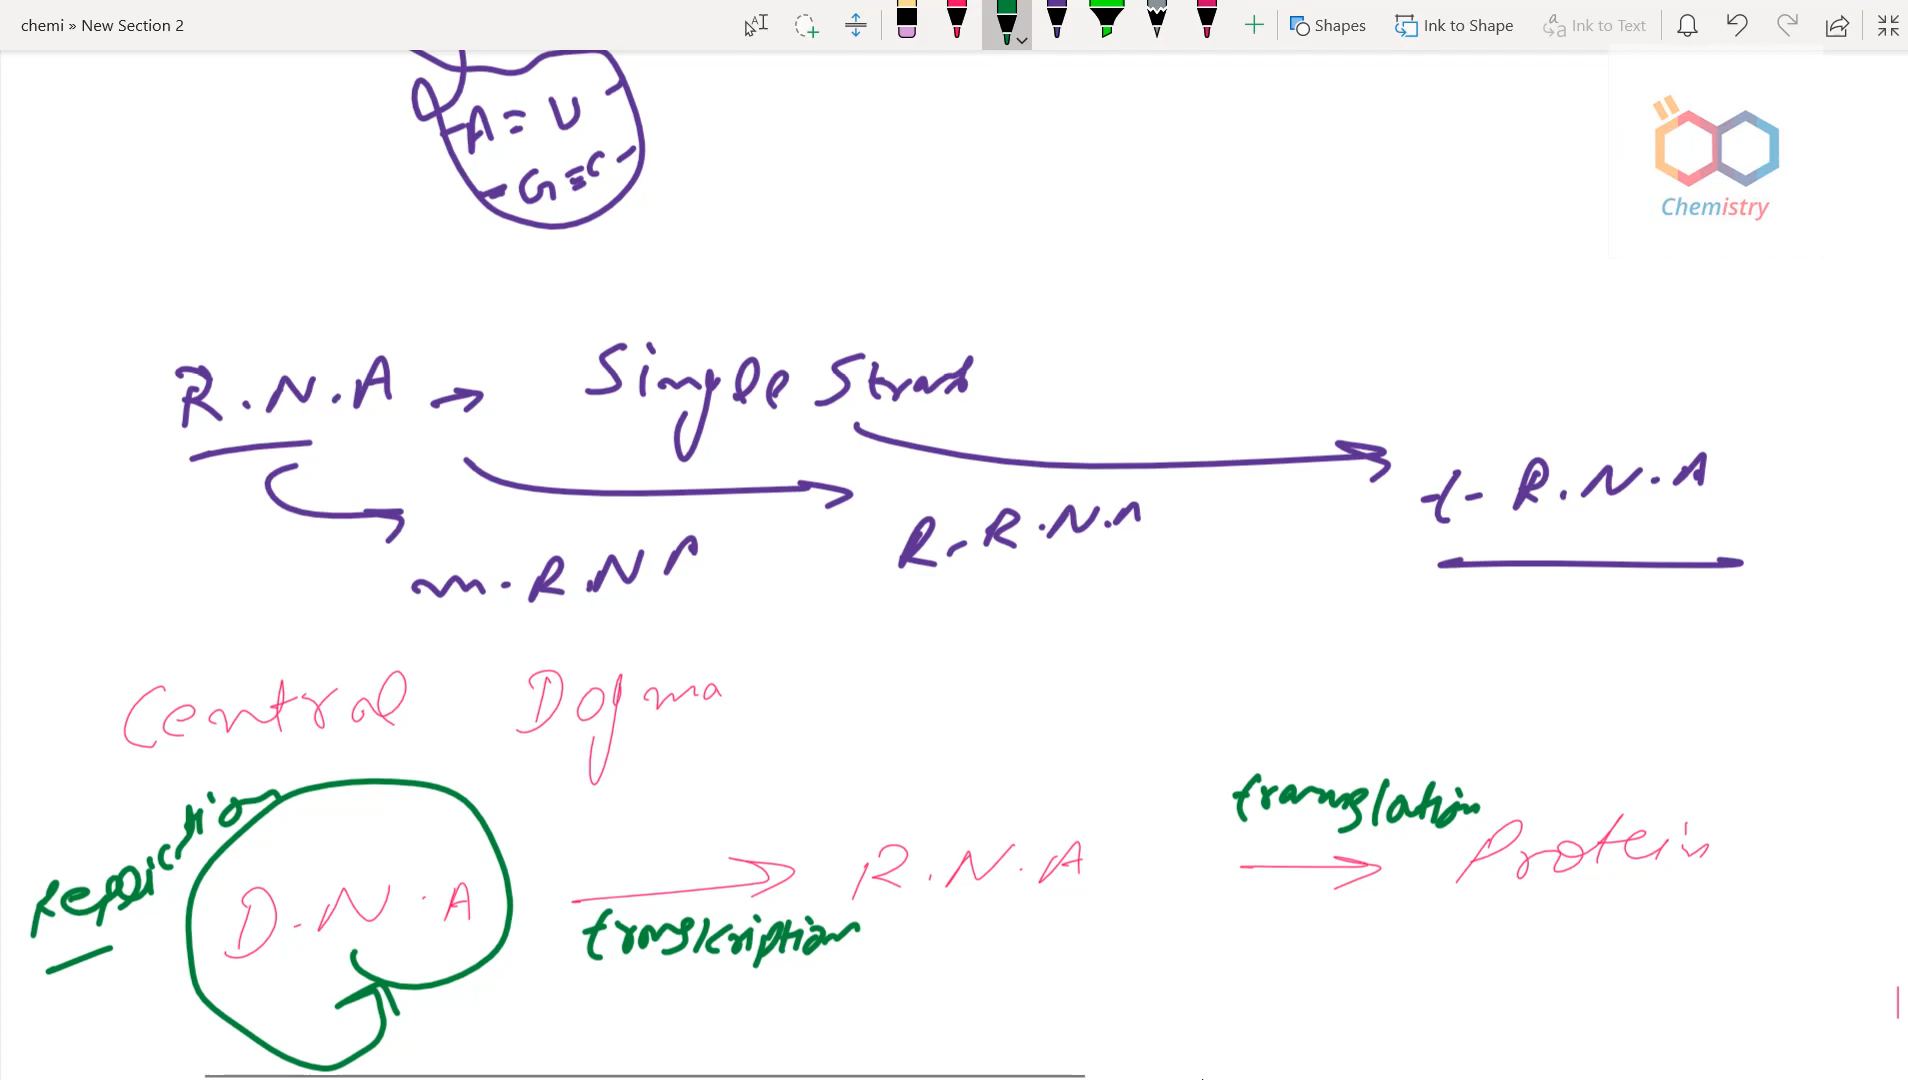 chemi » New Section 2
Shapes
Ink to Shape
Ink to Text
A = U
G ≡ C
Chemistry
R.N.A → Single Strand
m-RNA
R-R.N.A
t-R.N.A
Central Dogma
Replication
translation
D.N.A
R.N.A
Protein
transkription